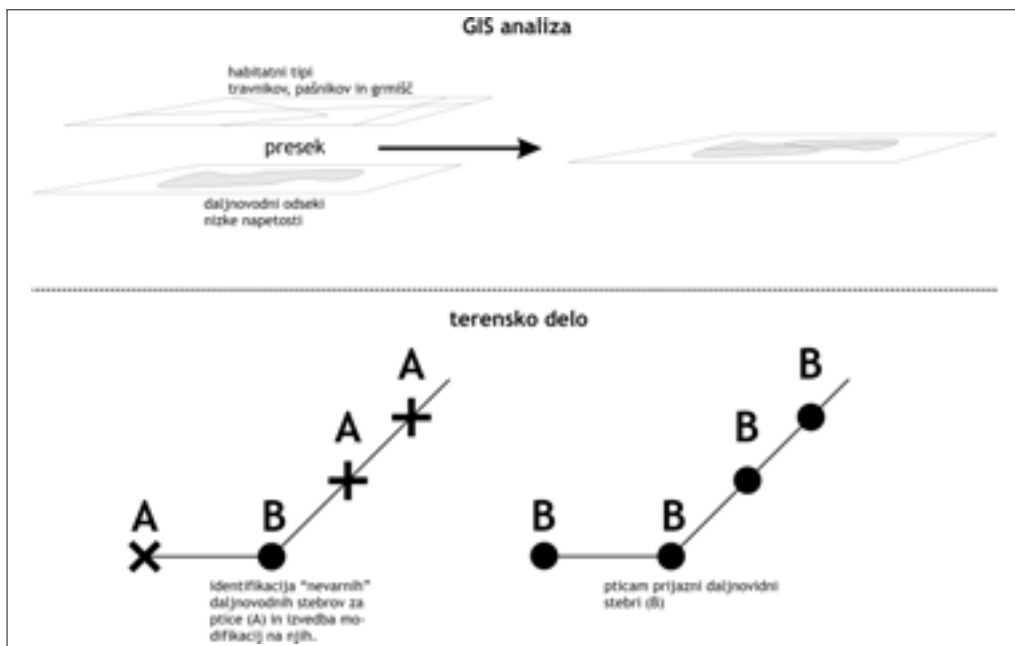 GIS analiza
habitatni tipi
travnikov, pašnikov in grmišč
presek
daljnovodni odseki
nizke napetosti
terensko delo
A
A
A
B
B
B
B
B
identifikacija "nevarnih"
daljnovodnih stebrov za
ptice (A) in izvedba mo-
difikacij na njih.
pticam prijazni daljnovidni
stebri (B)